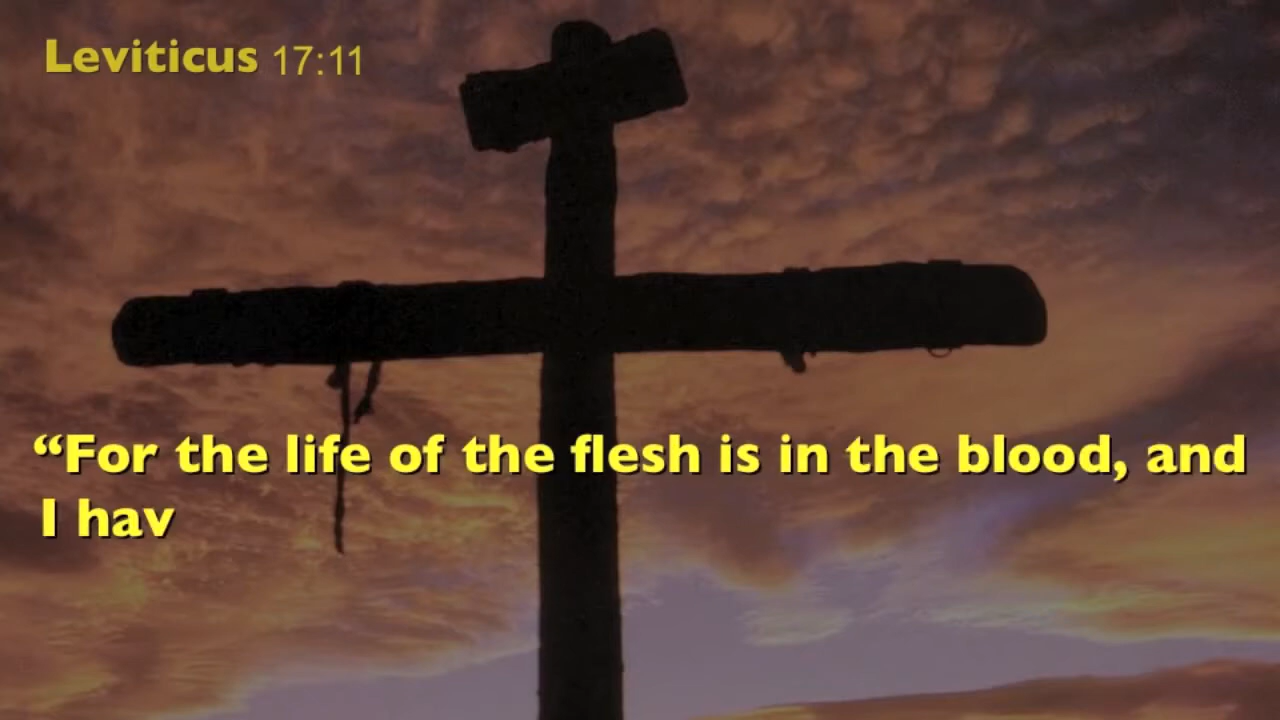 Leviticus 17:11
“For the life of the flesh is in the blood, and
I hav